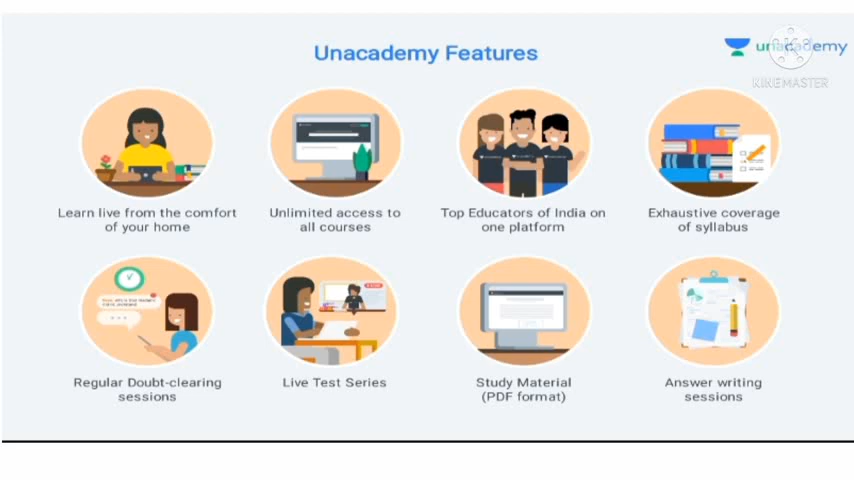 Unacademy Features
unacademy
KINEMASTER
Learn live from the comfort
of your home
Unlimited access to
all courses
Top Educators of India on
one platform
Exhaustive coverage
of syllabus
Regular Doubt-clearing
sessions
Live Test Series
Study Material
(PDF format)
Answer writing
sessions